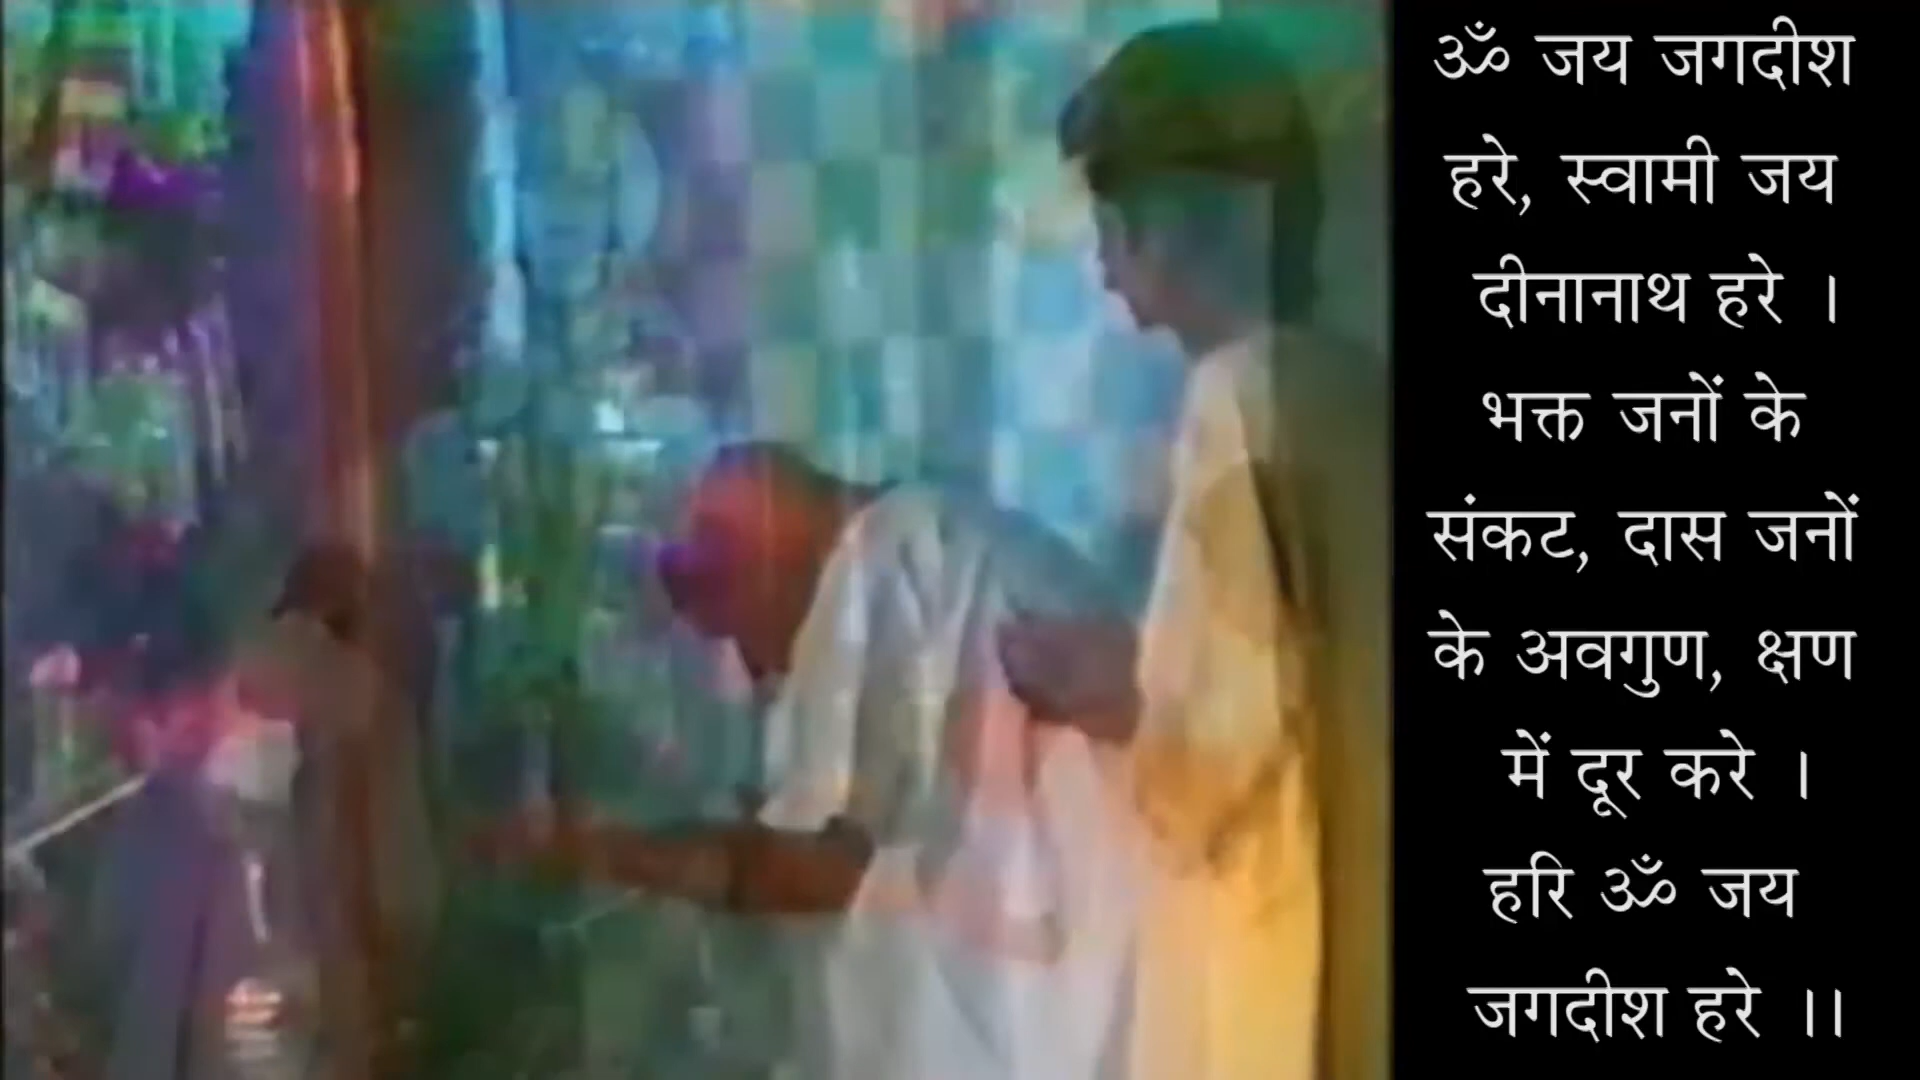 ॐ जय जगदीश
हरे, स्वामी जय
दीनानाथ हरे ।
भक्त जनों के
संकट, दास जनों
के अवगुण, क्षण
में दूर करे ।
हरि ॐ जय
जगदीश हरे ।।